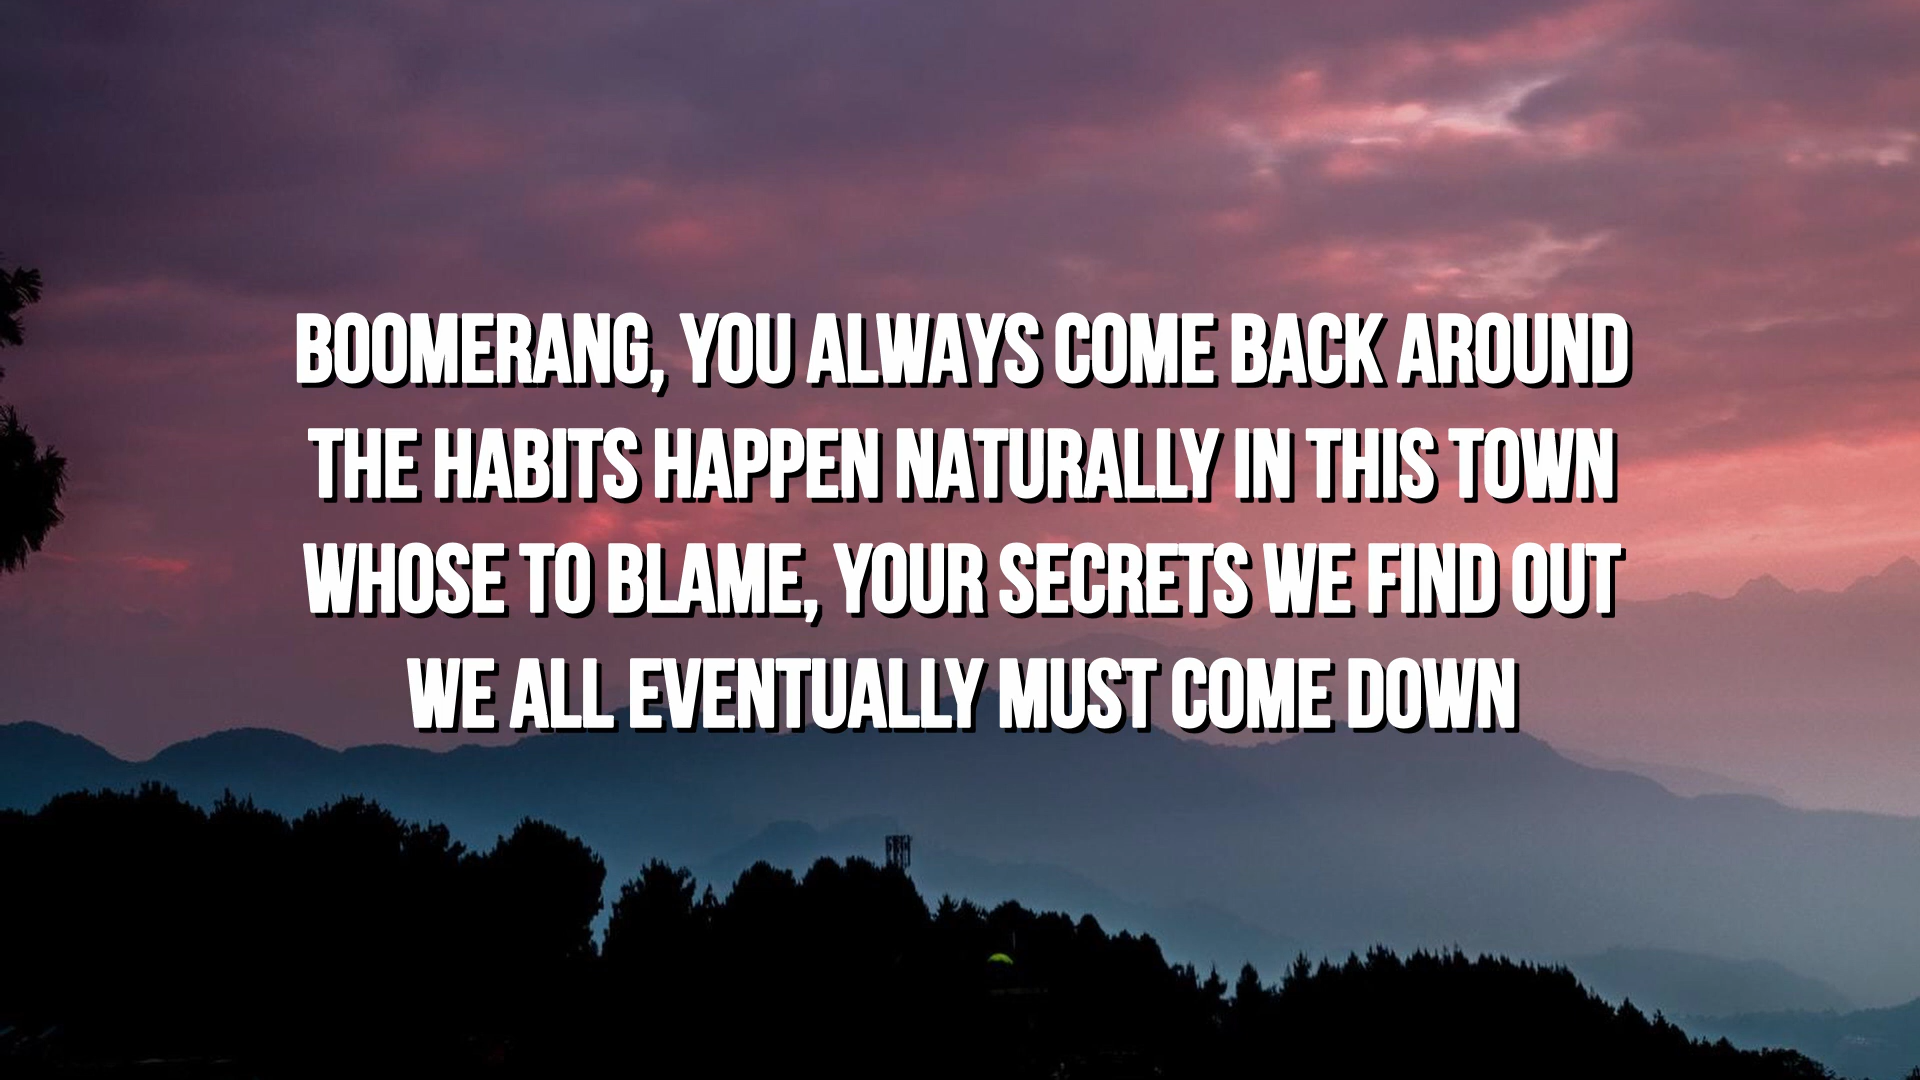 BOOMERANG, YOU ALWAYS COME BACK AROUND
THE HABITS HAPPEN NATURALLY IN THIS TOWN
WHOSE TO BLAME, YOUR SECRETS WE FIND OUT
WE ALL EVENTUALLY MUST COME DOWN